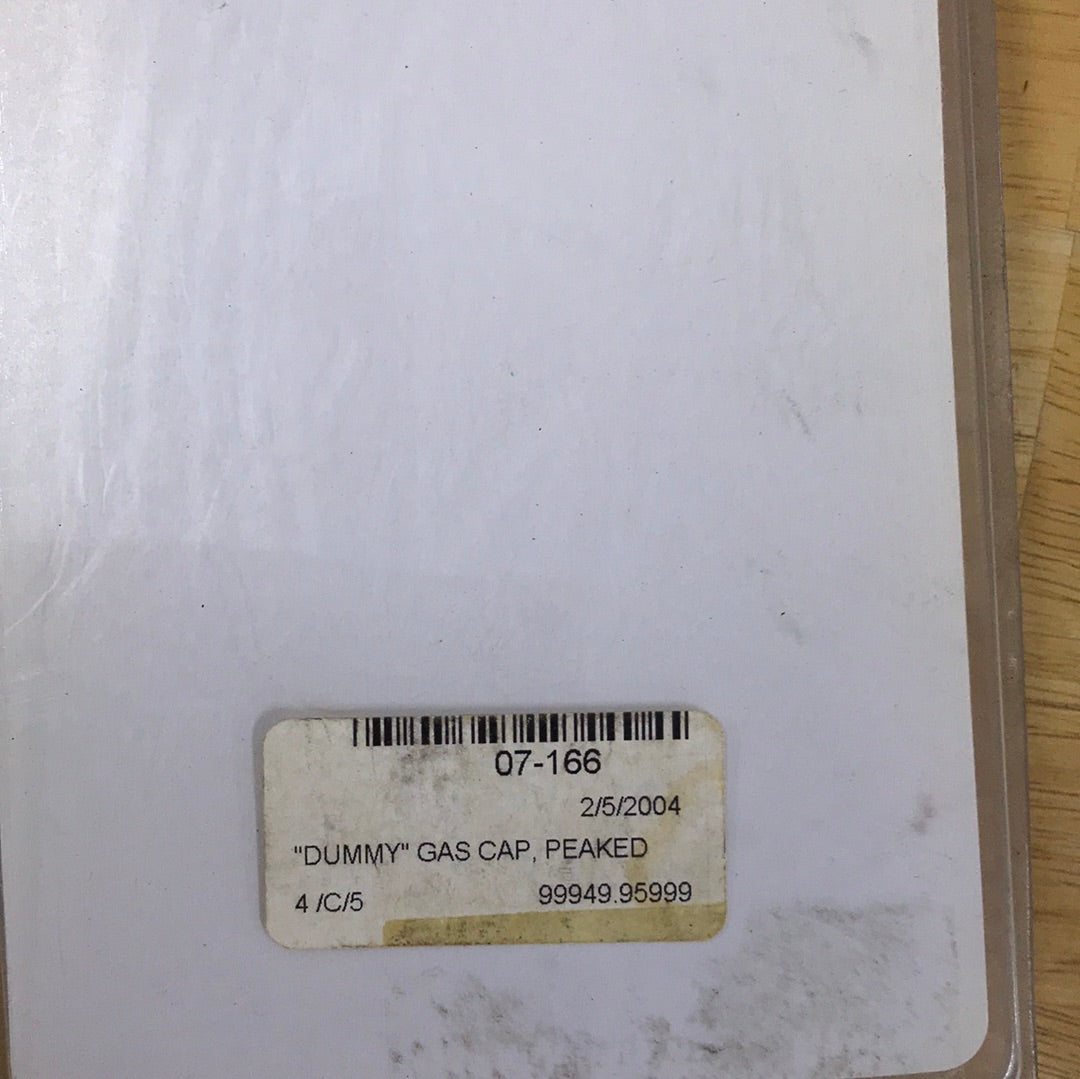 07-166
2/5/2004
"DUMMY" GAS CAP, PEAKED
4 /C/5 99949.95999